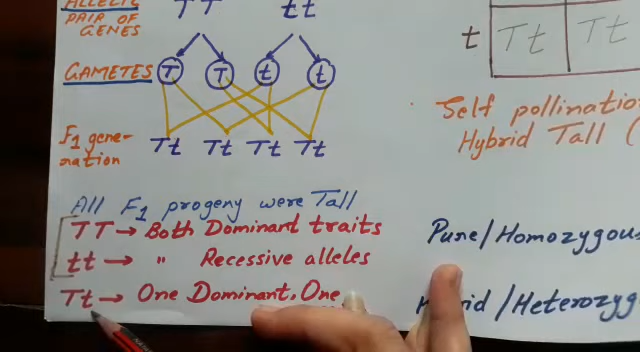 ALLELIC
PAIR OF
GENES
TT tt
GAMETES T T t t
F1 gene-
nation
Tt Tt Tt Tt
All F1 progeny were Tall
TT → Both Dominant traits
tt → " Recessive alleles
Tt → One Dominant, One
t Tt Tt
Self pollinatio
Hybrid Tall (
Pure/Homozygous
/Heterozyg